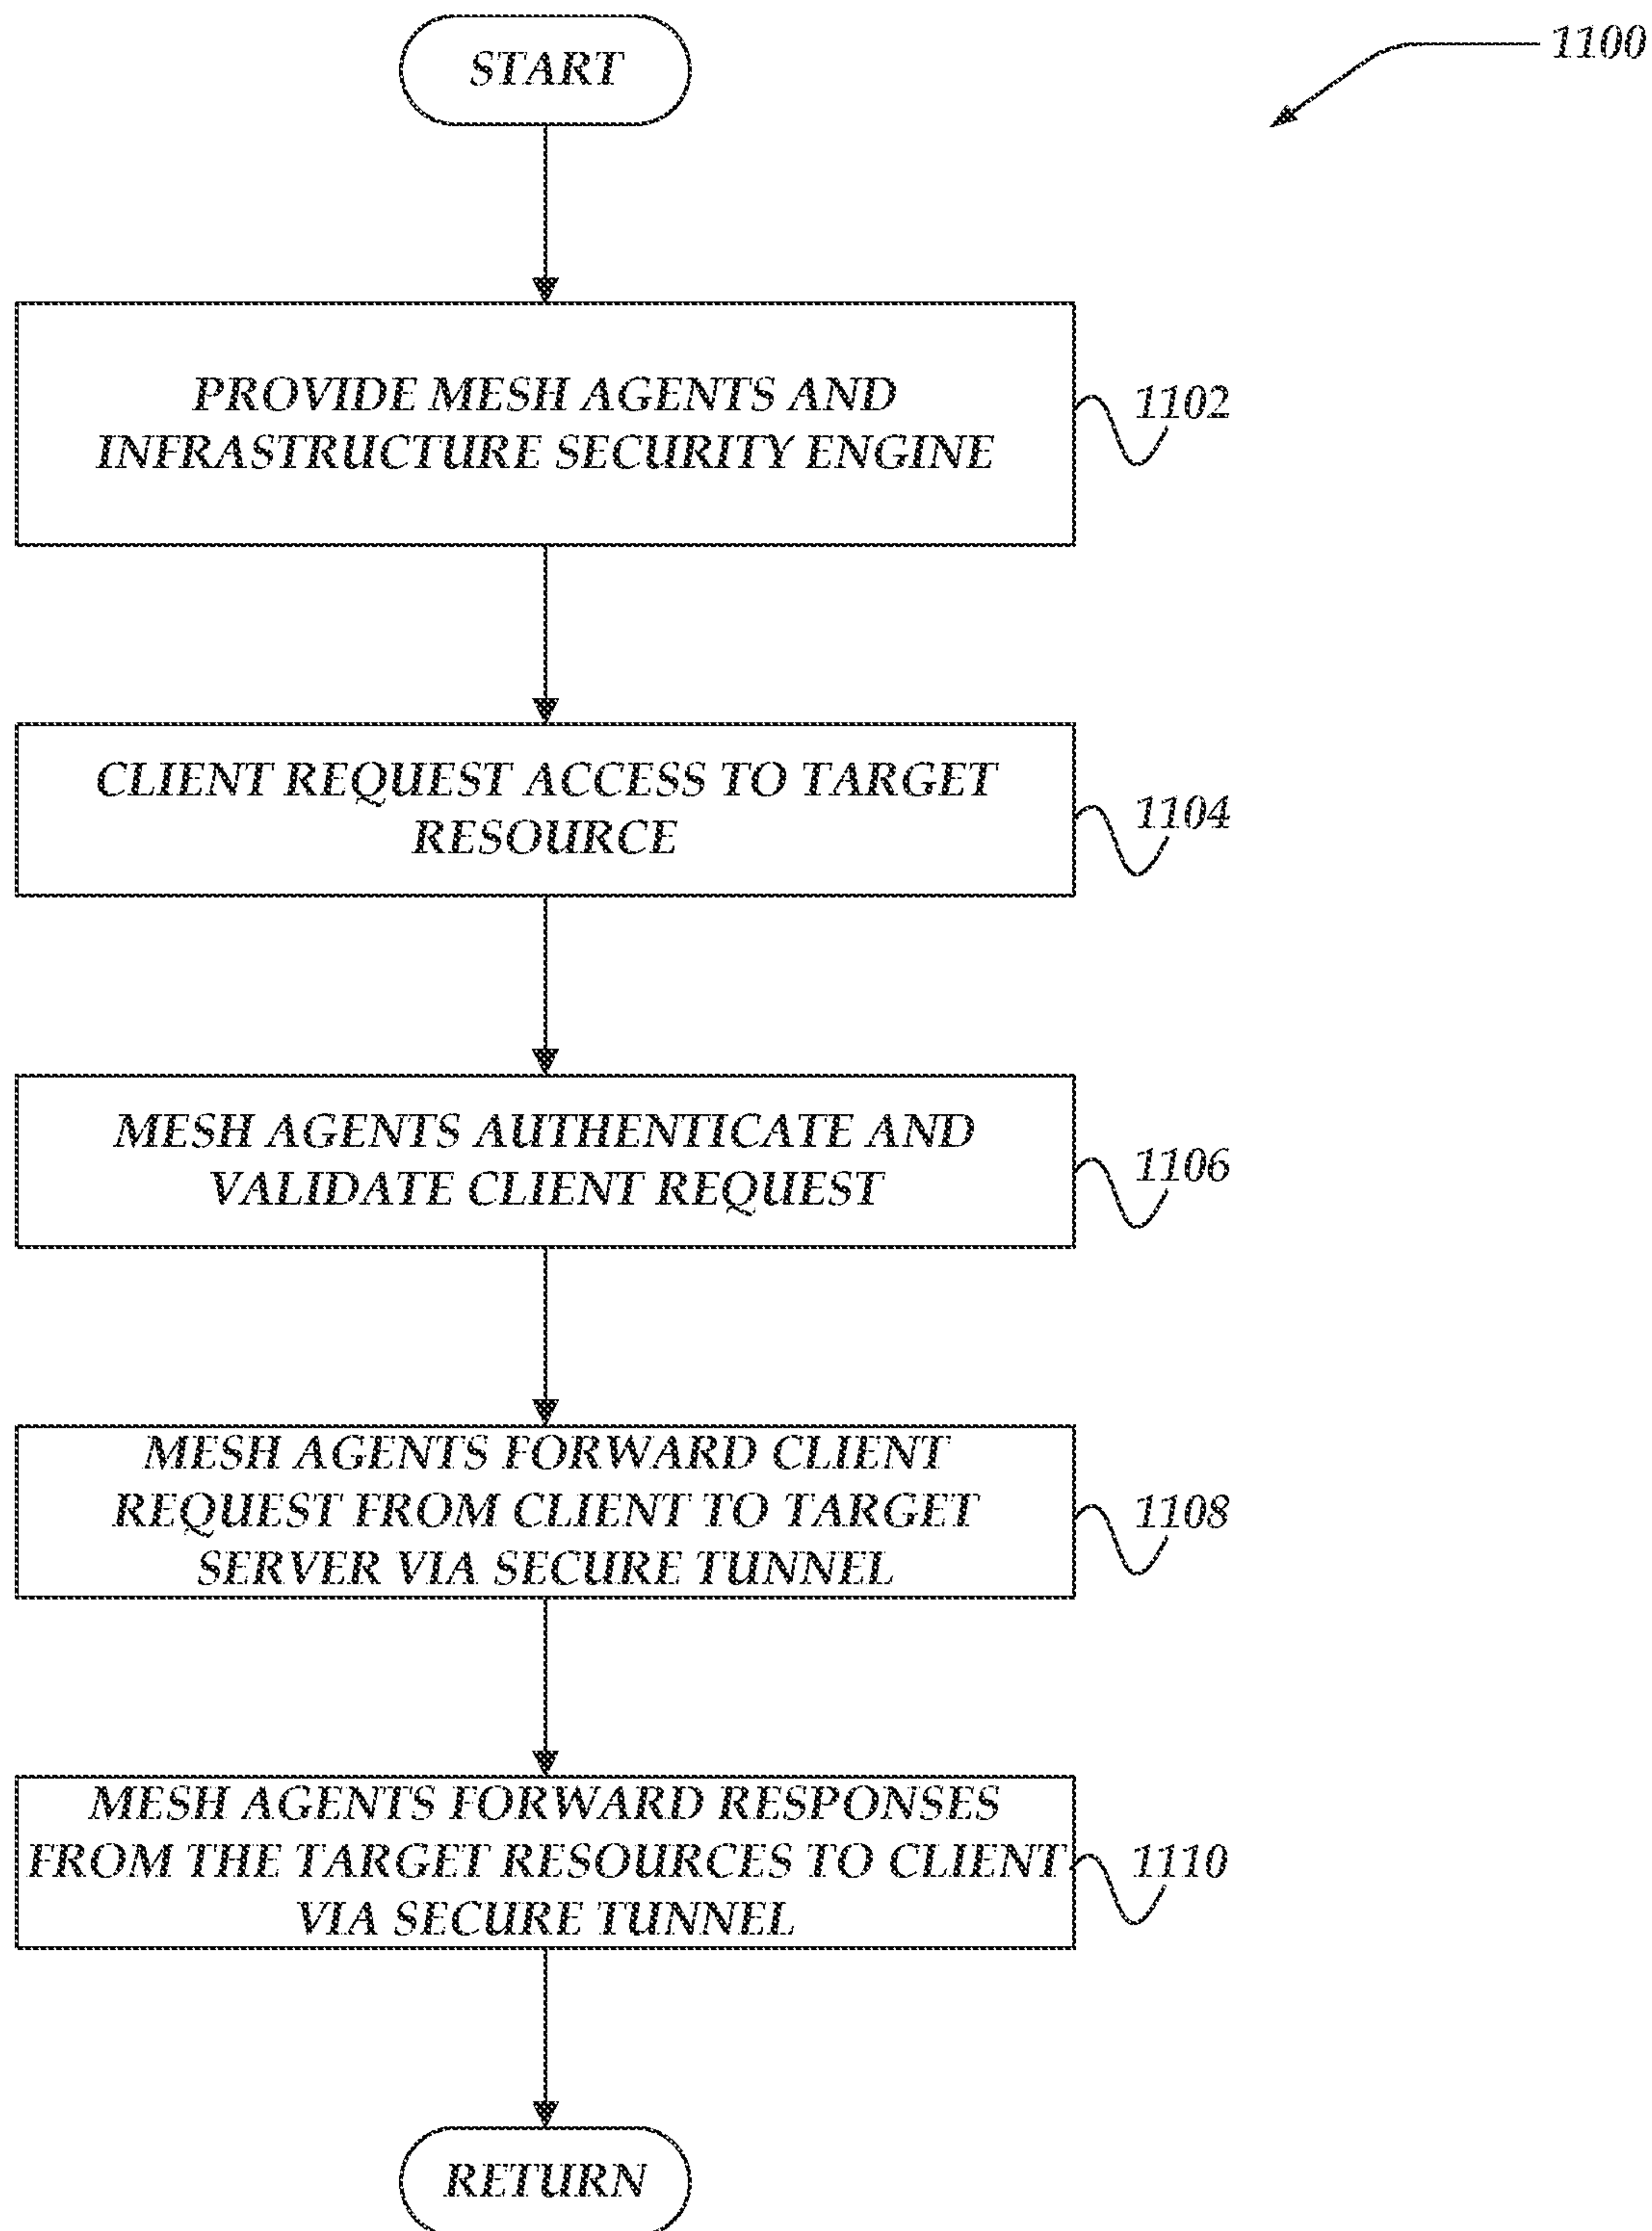 START
1100
PROVIDE MESH AGENTS AND
INFRASTRUCTURE SECURITY ENGINE
1102
CLIENT REQUEST ACCESS TO TARGET
RESOURCE
1104
MESH AGENTS AUTHENTICATE AND
VALIDATE CLIENT REQUEST
1106
MESH AGENTS FORWARD CLIENT
REQUEST FROM CLIENT TO TARGET
SERVER VIA SECURE TUNNEL
1108
MESH AGENTS FORWARD RESPONSES
FROM THE TARGET RESOURCES TO CLIENT
VIA SECURE TUNNEL
1110
RETURN